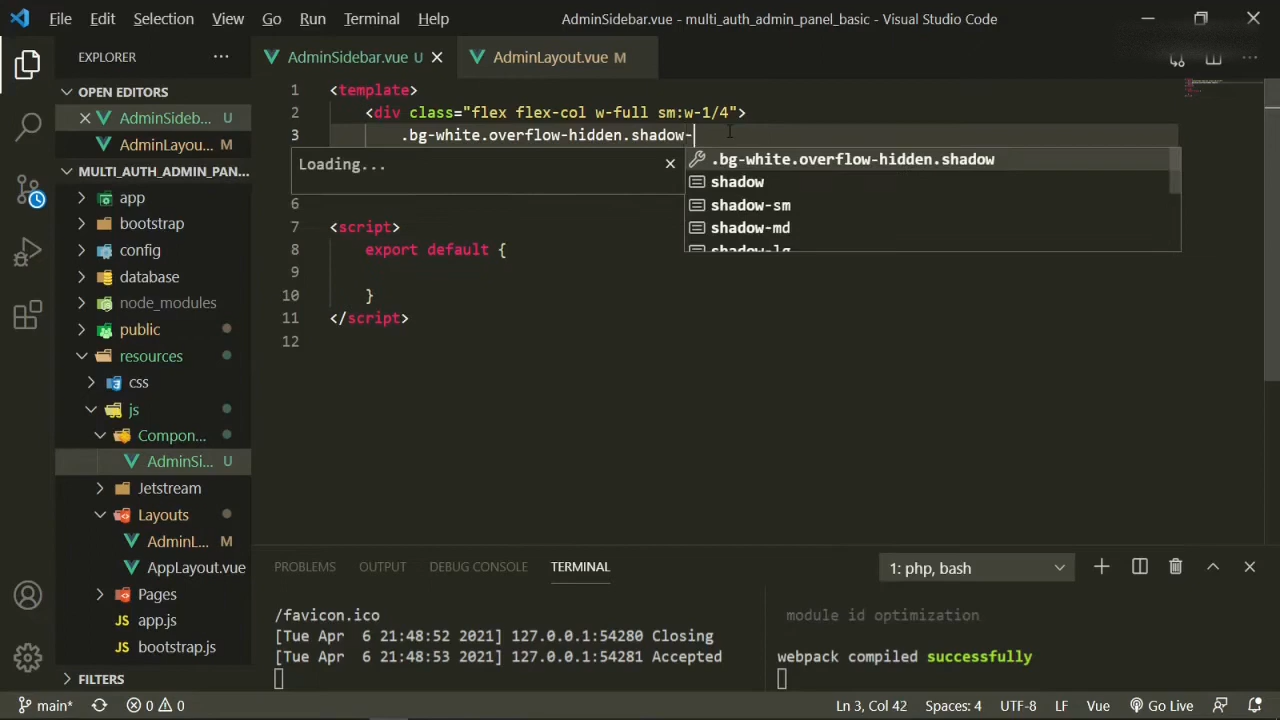 File Edit Selection View Go Run Terminal Help AdminSidebar.vue - multi_auth_admin_panel_basic - Visual Studio Code
EXPLORER
OPEN EDITORS
AdminSideb... U
AdminLayou... M
MULTI_AUTH_ADMIN_PAN...
app
bootstrap
config
database
node_modules
public
resources
css
js
Compon...
AdminSi... U
Jetstream
Layouts
AdminL... M
AppLayout.vue
Pages
app.js
bootstrap.js
FILTERS
AdminSidebar.vue U
AdminLayout.vue M
1 <template>
2 <div class="flex flex-col w-full sm:w-1/4">
3 .bg-white.overflow-hidden.shadow-
Loading...
.bg-white.overflow-hidden.shadow
shadow
shadow-sm
shadow-md
shadow-lg
6
7 <script>
8 export default {
9
10 }
11 </script>
12
PROBLEMS OUTPUT DEBUG CONSOLE TERMINAL 1: php, bash
/favicon.ico
[Tue Apr 6 21:48:52 2021] 127.0.0.1:54280 Closing
[Tue Apr 6 21:48:53 2021] 127.0.0.1:54281 Accepted
module id optimization
webpack compiled successfully
main* 0 0 Ln 3, Col 42 Spaces: 4 UTF-8 LF Vue Go Live